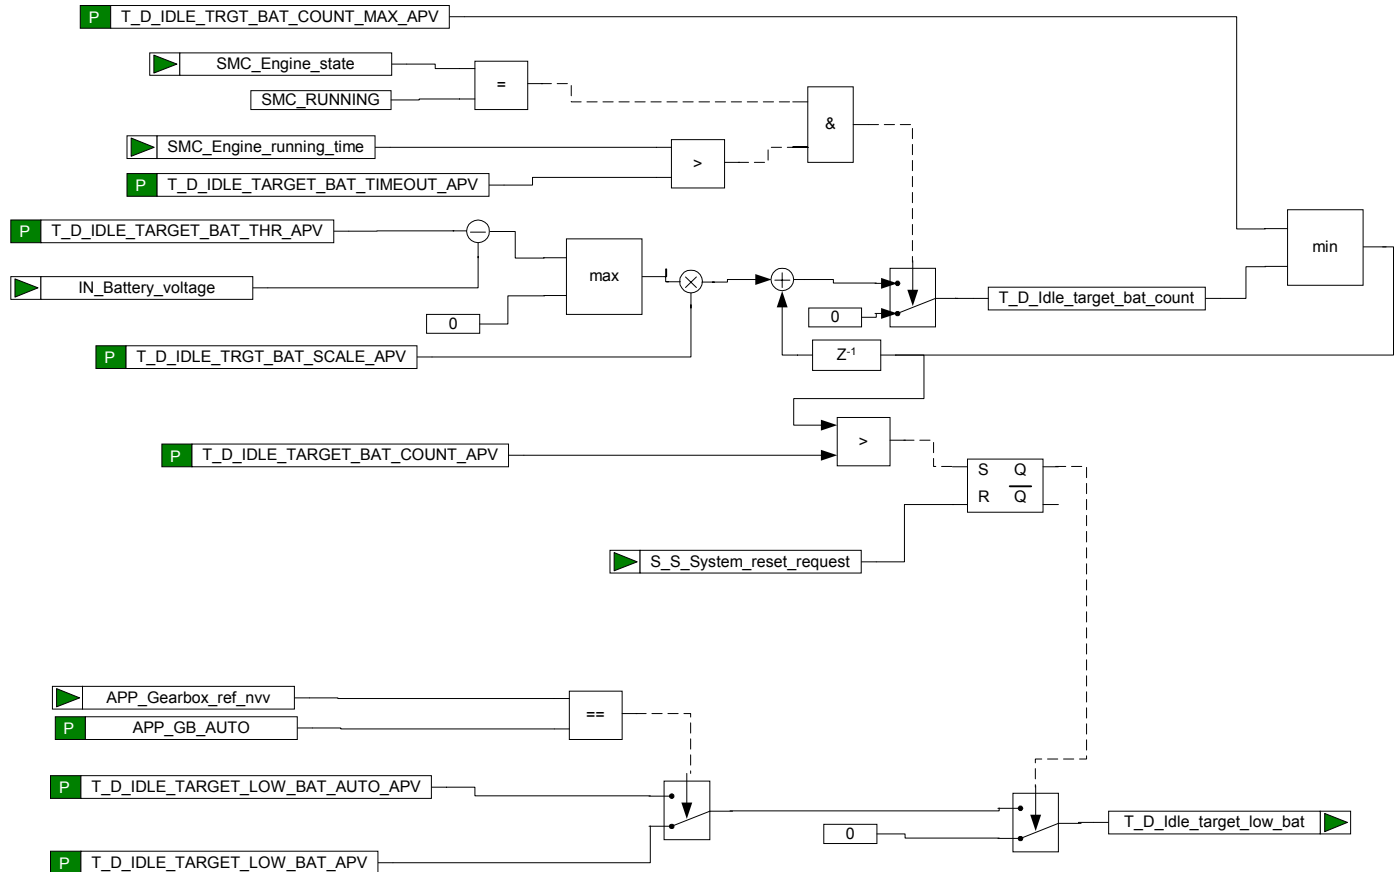 P T_D_IDLE_TRGT_BAT_COUNT_MAX_APV
SMC_Engine_state
=
SMC_RUNNING
&
SMC_Engine_running_time
>
P T_D_IDLE_TARGET_BAT_TIMEOUT_APV
P T_D_IDLE_TARGET_BAT_THR_APV
min
max
IN_Battery_voltage
T_D_Idle_target_bat_count
0
0
P T_D_IDLE_TRGT_BAT_SCALE_APV
Z-1
>
P T_D_IDLE_TARGET_BAT_COUNT_APV
S Q
R Q
S_S_System_reset_request
APP_Gearbox_ref_nvv
==
P APP_GB_AUTO
P T_D_IDLE_TARGET_LOW_BAT_AUTO_APV
T_D_Idle_target_low_bat
0
P T_D_IDLE_TARGET_LOW_BAT_APV